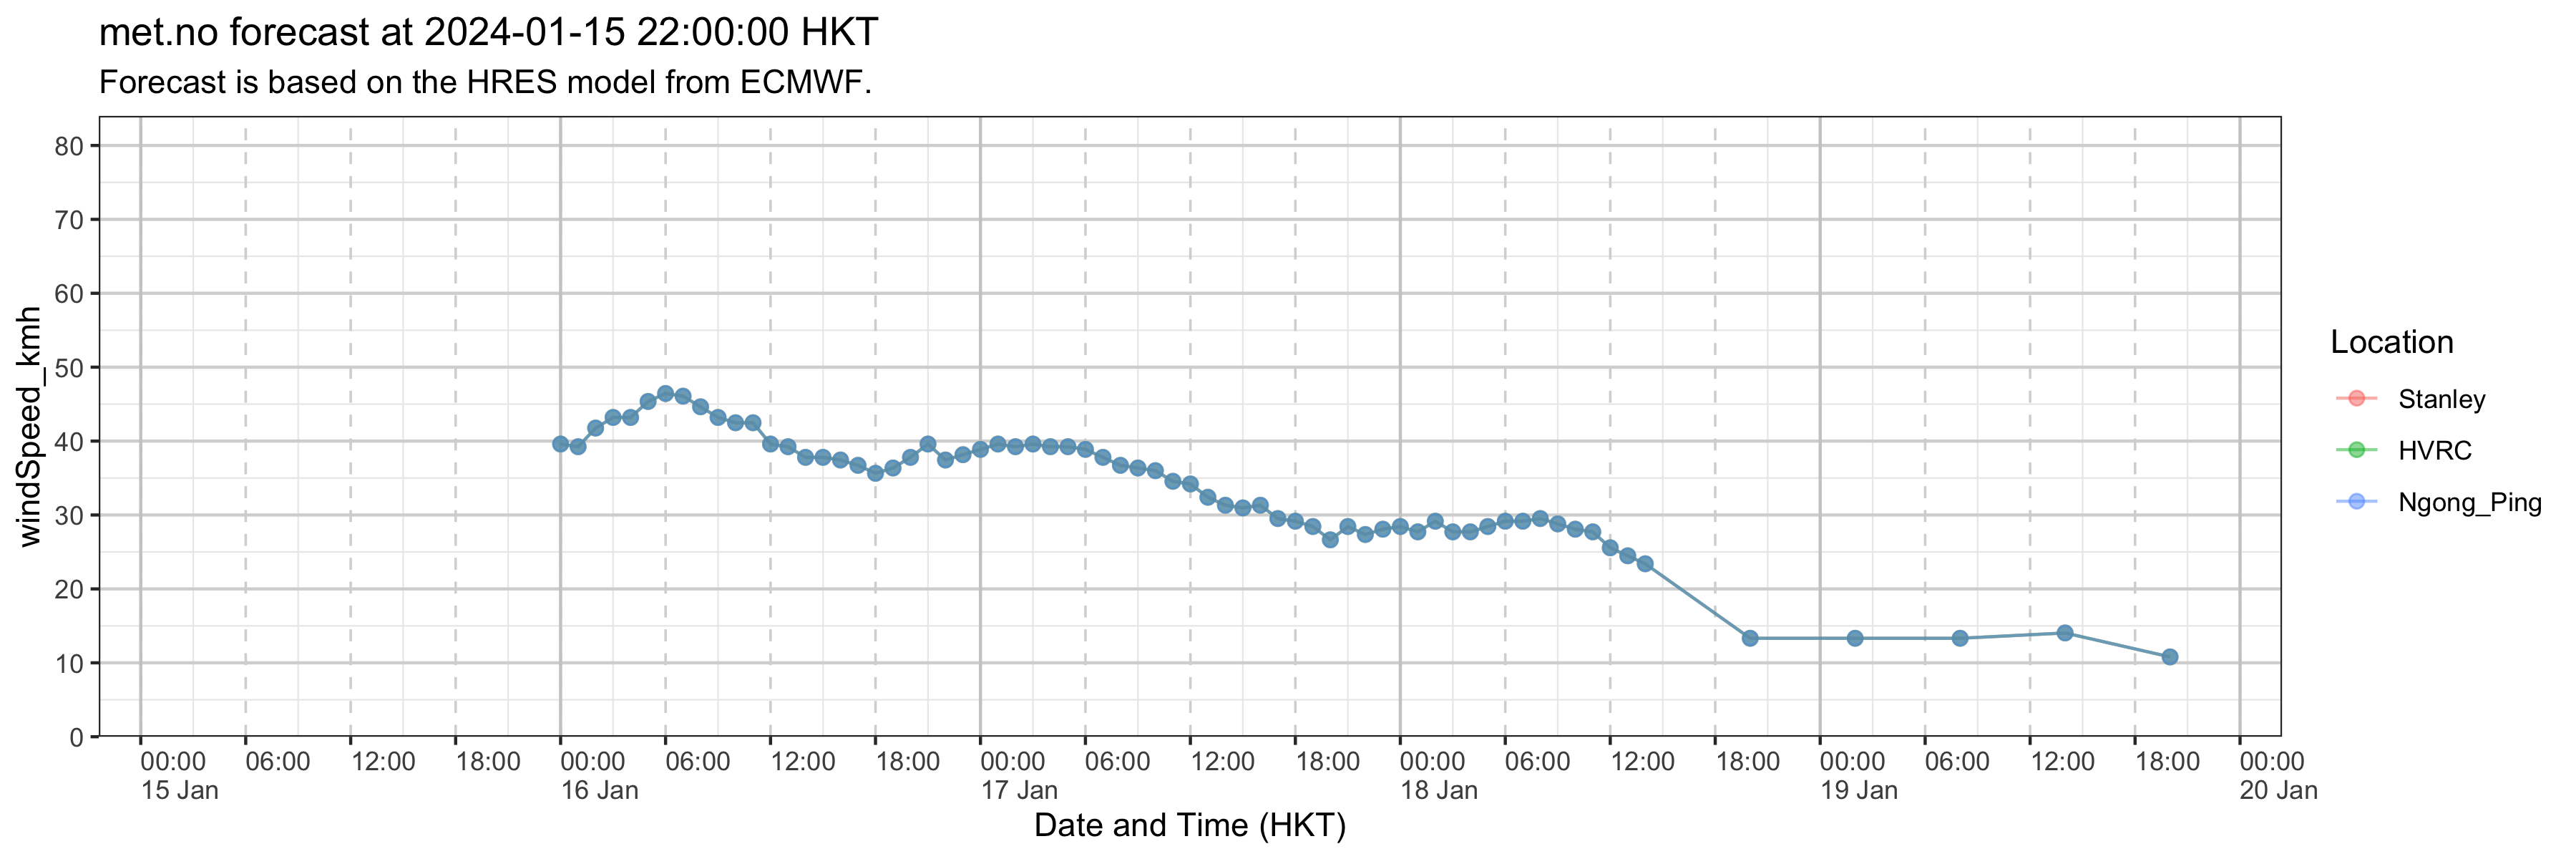 met.no forecast at 2024-01-15 22:00:00 HKT
Forecast is based on the HRES model from ECMWF.
windSpeed_kmh
80
70
60
50
40
30
20
10
0
00:00 06:00 12:00 18:00 00:00 06:00 12:00 18:00 00:00 06:00 12:00 18:00 00:00 06:00 12:00 18:00 00:00 06:00 12:00 18:00 00:00
15 Jan 16 Jan 17 Jan 18 Jan 19 Jan 20 Jan
Date and Time (HKT)
Location
Stanley
HVRC
Ngong_Ping